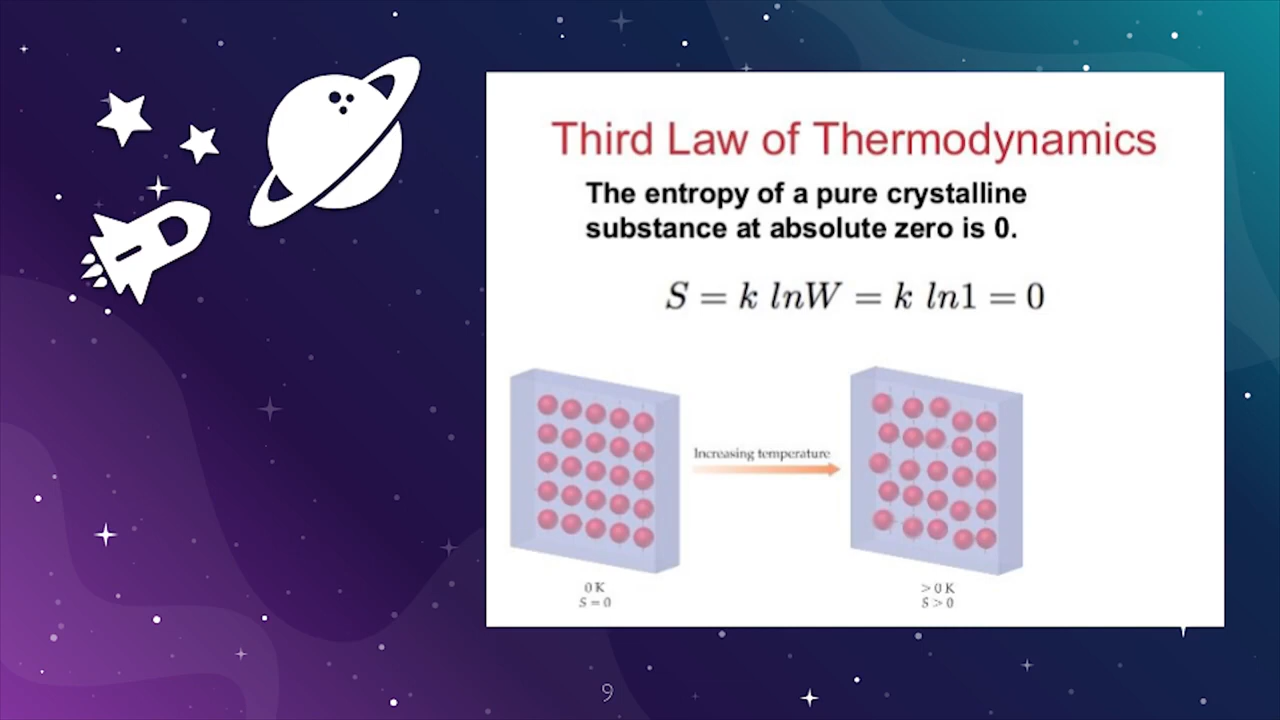 Third Law of Thermodynamics
The entropy of a pure crystalline
substance at absolute zero is 0.
S = k lnW = k ln1 = 0
Increasing temperature
0 K
S = 0
> 0 K
S > 0
9